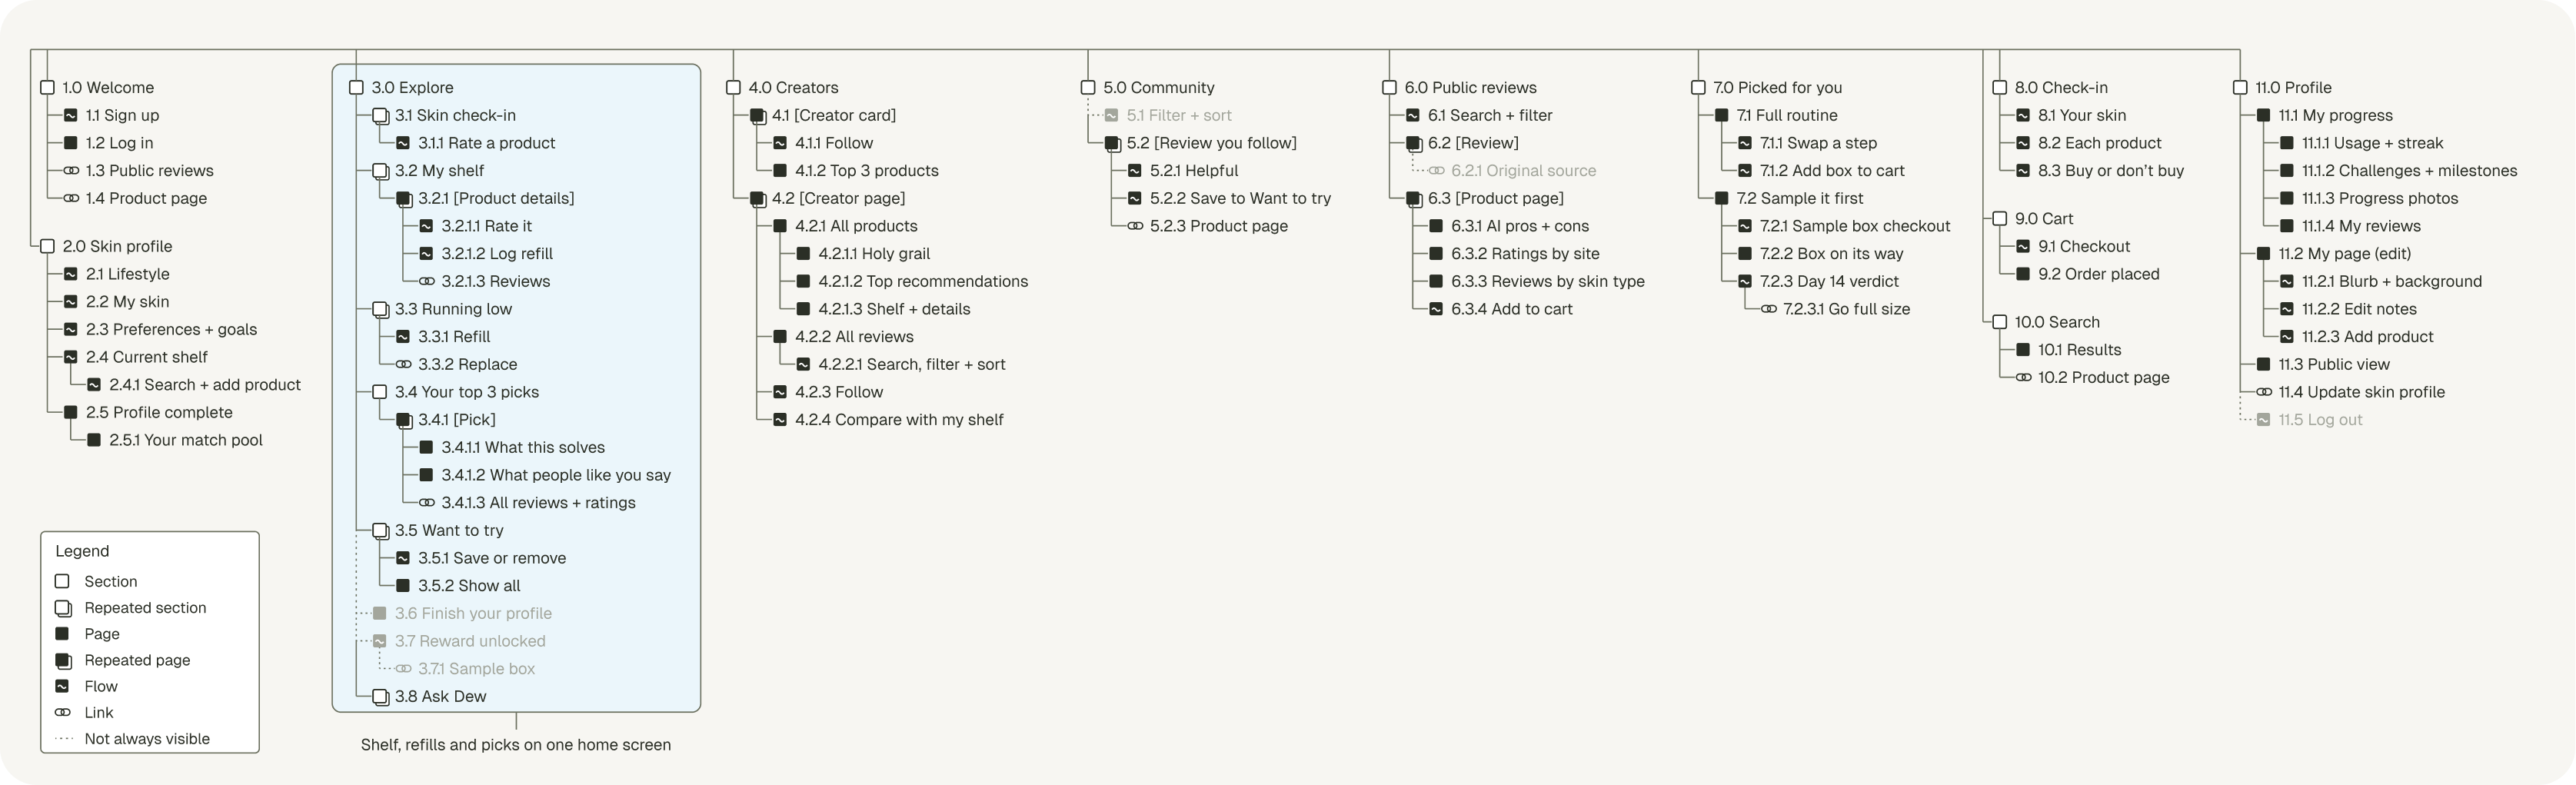 1.0 Welcome
1.1 Sign up
1.2 Log in
1.3 Public reviews
1.4 Product page
2.0 Skin profile
2.1 Lifestyle
2.2 My skin
2.3 Preferences + goals
2.4 Current shelf
2.4.1 Search + add product
2.5 Profile complete
2.5.1 Your match pool
Legend
Section
Repeated section
Page
Repeated page
Flow
Link
Not always visible
3.0 Explore
3.1 Skin check-in
3.1.1 Rate a product
3.2 My shelf
3.2.1 [Product details]
3.2.1.1 Rate it
3.2.1.2 Log refill
3.2.1.3 Reviews
3.3 Running low
3.3.1 Refill
3.3.2 Replace
3.4 Your top 3 picks
3.4.1 [Pick]
3.4.1.1 What this solves
3.4.1.2 What people like you say
3.4.1.3 All reviews + ratings
3.5 Want to try
3.5.1 Save or remove
3.5.2 Show all
3.6 Finish your profile
3.7 Reward unlocked
3.7.1 Sample box
3.8 Ask Dew
Shelf, refills and picks on one home screen
4.0 Creators
4.1 [Creator card]
4.1.1 Follow
4.1.2 Top 3 products
4.2 [Creator page]
4.2.1 All products
4.2.1.1 Holy grail
4.2.1.2 Top recommendations
4.2.1.3 Shelf + details
4.2.2 All reviews
4.2.2.1 Search, filter + sort
4.2.3 Follow
4.2.4 Compare with my shelf
5.0 Community
5.1 Filter + sort
5.2 [Review you follow]
5.2.1 Helpful
5.2.2 Save to Want to try
5.2.3 Product page
6.0 Public reviews
6.1 Search + filter
6.2 [Review]
6.2.1 Original source
6.3 [Product page]
6.3.1 AI pros + cons
6.3.2 Ratings by site
6.3.3 Reviews by skin type
6.3.4 Add to cart
7.0 Picked for you
7.1 Full routine
7.1.1 Swap a step
7.1.2 Add box to cart
7.2 Sample it first
7.2.1 Sample box checkout
7.2.2 Box on its way
7.2.3 Day 14 verdict
7.2.3.1 Go full size
8.0 Check-in
8.1 Your skin
8.2 Each product
8.3 Buy or don’t buy
9.0 Cart
9.1 Checkout
9.2 Order placed
10.0 Search
10.1 Results
10.2 Product page
11.0 Profile
11.1 My progress
11.1.1 Usage + streak
11.1.2 Challenges + milestones
11.1.3 Progress photos
11.1.4 My reviews
11.2 My page (edit)
11.2.1 Blurb + background
11.2.2 Edit notes
11.2.3 Add product
11.3 Public view
11.4 Update skin profile
11.5 Log out